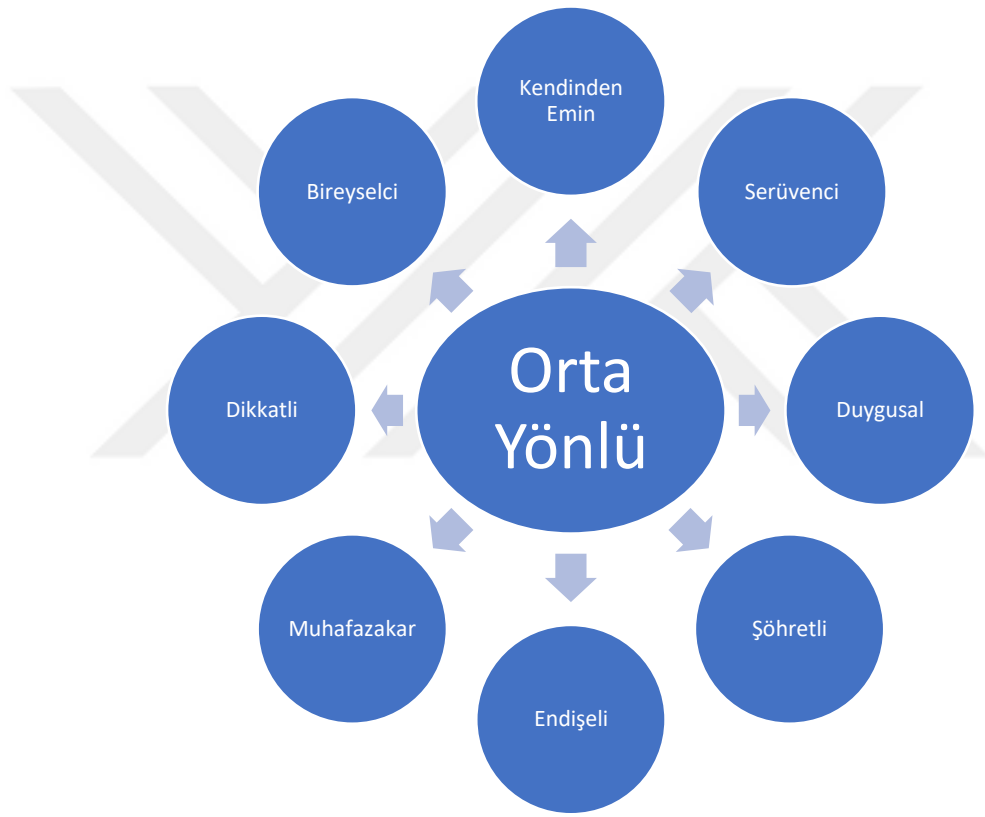 Kendinden
Emin
Bireyselci
Serüvenci
Orta
Yönlü
Dikkatli
Duygusal
Muhafazakar
Şöhretli
Endişeli